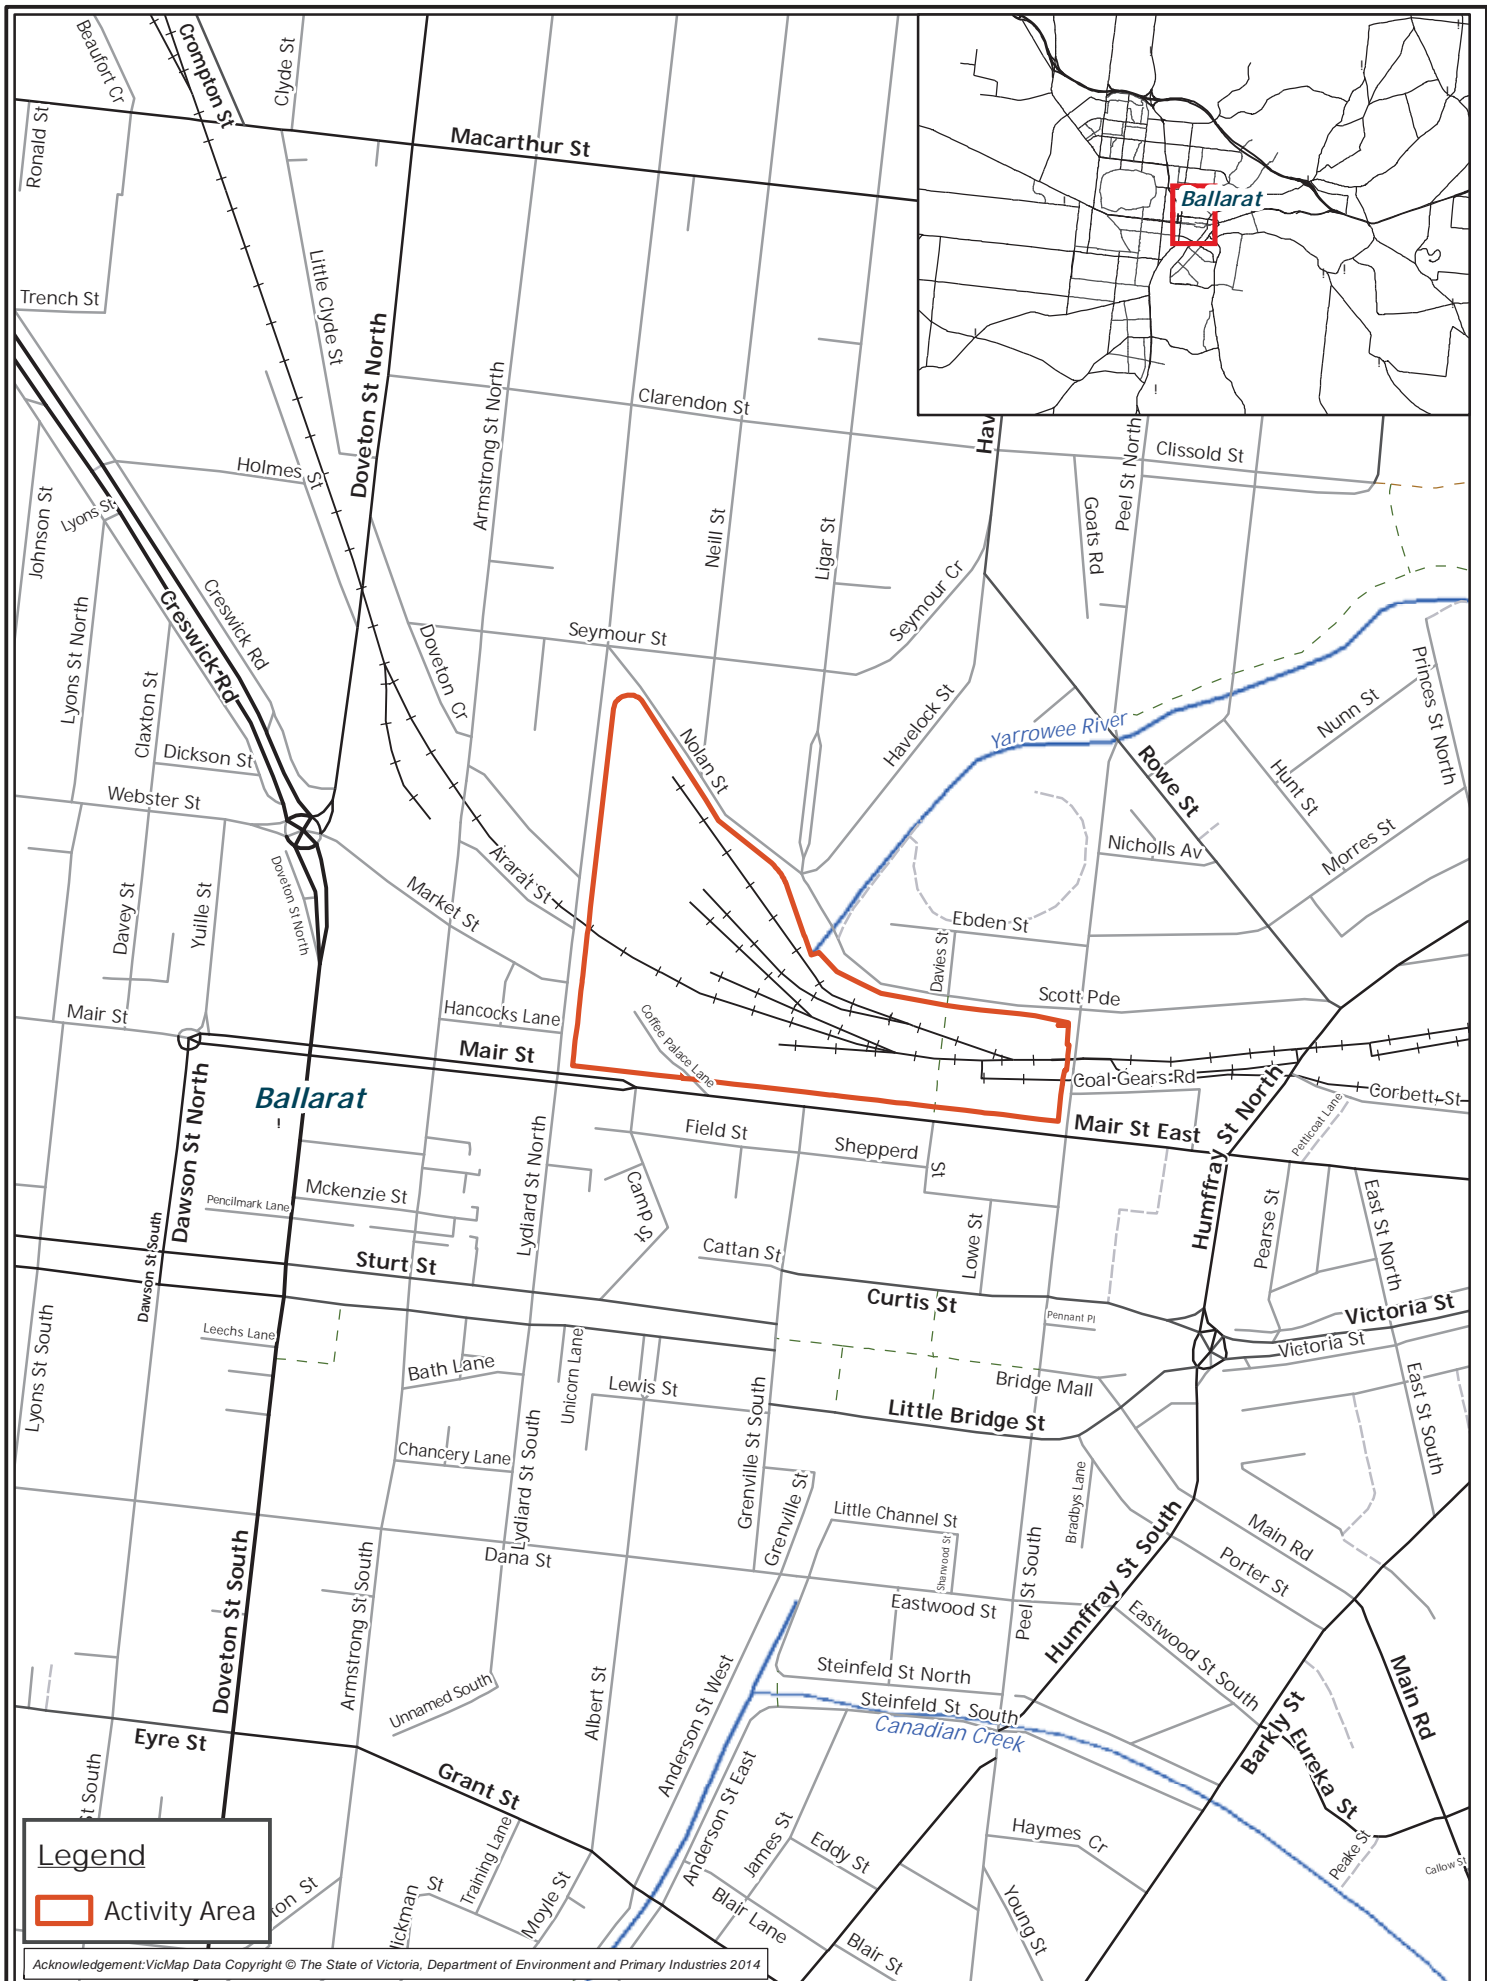 Beaufort Cr
Crompton St
Clyde St
Ronald St
Macarthur St
Ballarat
Trench St
Little Clyde St
Doveton St North
Armstrong St North
Clarendon St
Hav
Peel St North
Clissold St
Holmes St
Lyons St
Johnson St
Neill St
Ligar St
Goats Rd
Seymour Cr
Creswick Rd
Creswick Rd
Lyons St North
Claxton St
Doveton Cr
Seymour St
Princes St North
Nunn St
Havelock St
Yarrowee River
Nolan St
Rowe St
Hunt St
Dickson St
Webster St
Morres St
Nicholls Av
Ararat St
Market St
Doveton St North
Davey St
Yuille St
Ebden St
Davies St
Scott Pde
Mair St
Hancocks Lane
Coffee Palace Lane
Mair St
Coal Gears Rd
Corbett St
Ballarat
!
Dawson St North
Mair St East
Humffray St North
Petticoat Lane
Field St
Shepperd
St
Lydiard St North
Camp St
Mckenzie St
Pencilmark Lane
Dawson St South
Sturt St
Cattan St
Lowe St
Pearse St
East St North
Curtis St
Pennant Pl
Victoria St
Victoria St
Leechs Lane
Lyons St South
Bath Lane
Unicorn Lane
Lewis St
Bridge Mall
Little Bridge St
East St South
Grenville St South
Lydiard St South
Chancery Lane
Grenville St
Bradbys Lane
Little Channel St
Sharwood St
Main Rd
Porter St
Dana St
Peel St South
Humffray St South
Doveton St South
Armstrong St South
Eastwood St
Eastwood St South
Unnamed South
Albert St
Anderson St West
Steinfeld St North
Steinfeld St South
Canadian Creek
Main Rd
Barkly St
Eureka St
Eyre St
Grant St
St South
Anderson St East
James St
Eddy St
Haymes Cr
Peake St
Callow St
Training Lane
Moyle St
Blair Lane
Blair St
Young St
ton St
lickman
St
Legend
Activity Area
Acknowledgement:VicMap Data Copyright © The State of Victoria, Department of Environment and Primary Industries 2014